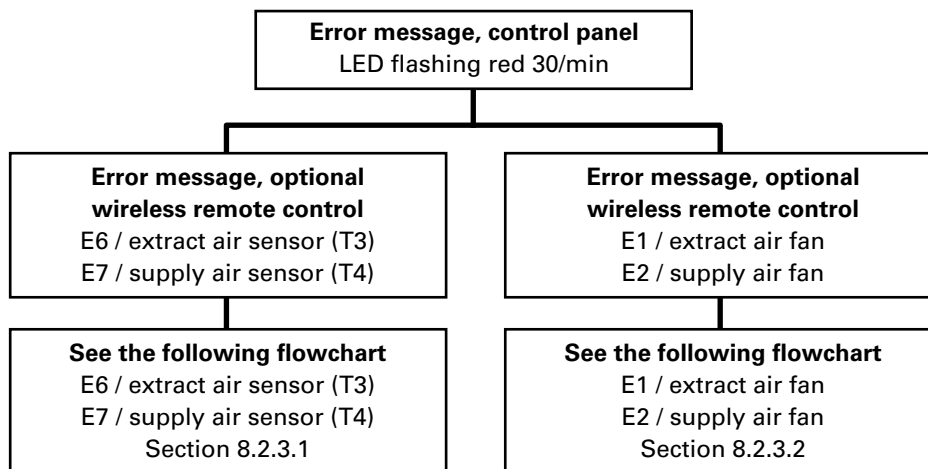 Error message, control panel
LED flashing red 30/min
Error message, optional
wireless remote control
E6 / extract air sensor (T3)
E7 / supply air sensor (T4)
Error message, optional
wireless remote control
E1 / extract air fan
E2 / supply air fan
See the following flowchart
E6 / extract air sensor (T3)
E7 / supply air sensor (T4)
Section 8.2.3.1
See the following flowchart
E1 / extract air fan
E2 / supply air fan
Section 8.2.3.2